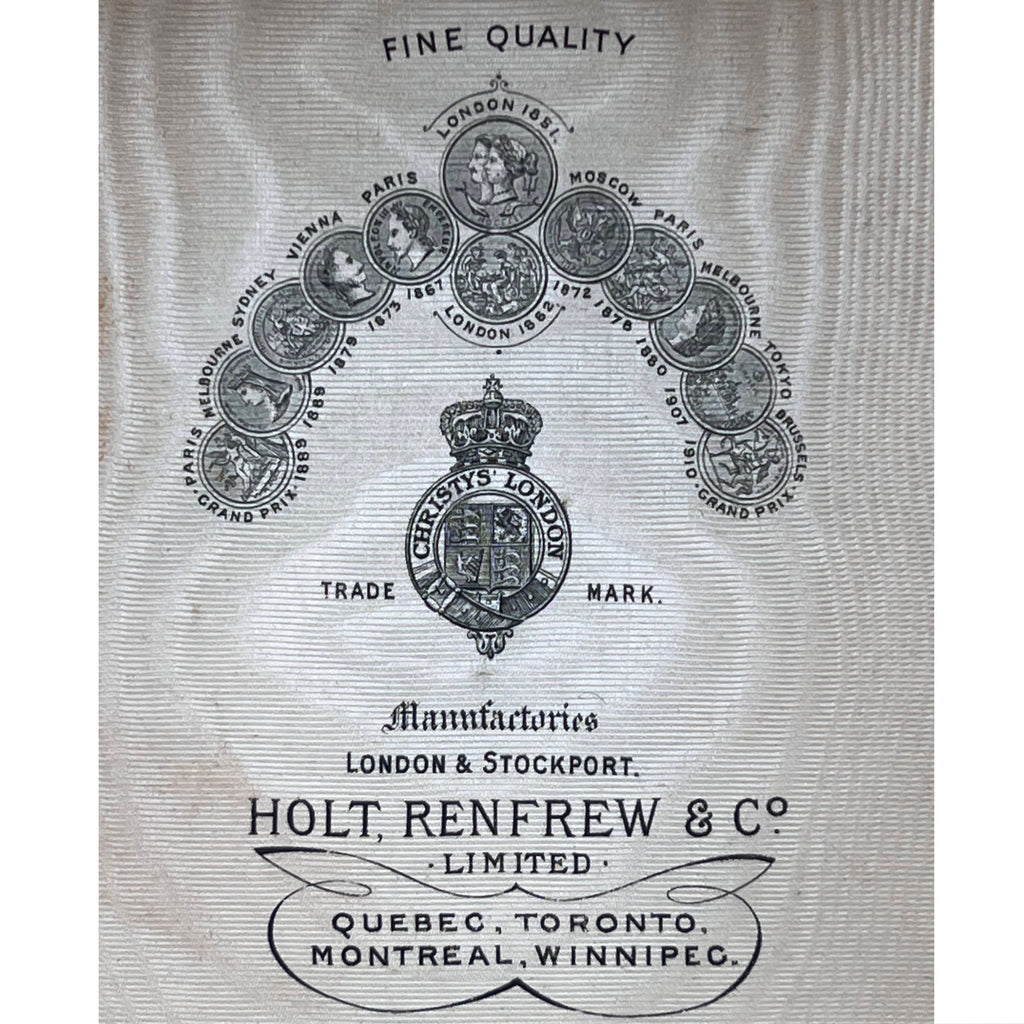 FINE QUALITY
LONDON 1851.
PARIS
MOSCOW
VIENNA
PARIS
SYDNEY
MELBOURNE
MELBOURNE
TOKYO
PARIS
BRUSSELS
1867
1872
1873
1876
1879
1880
1889
1907
1889
1910
LONDON 1862.
· GRAND PRIX ·
· GRAND PRIX ·
CHRISTYS' LONDON
TRADE MARK.
Manufactories
LONDON & STOCKPORT.
HOLT, RENFREW & Cº.
· LIMITED ·
QUEBEC, TORONTO,
MONTREAL, WINNIPEG.